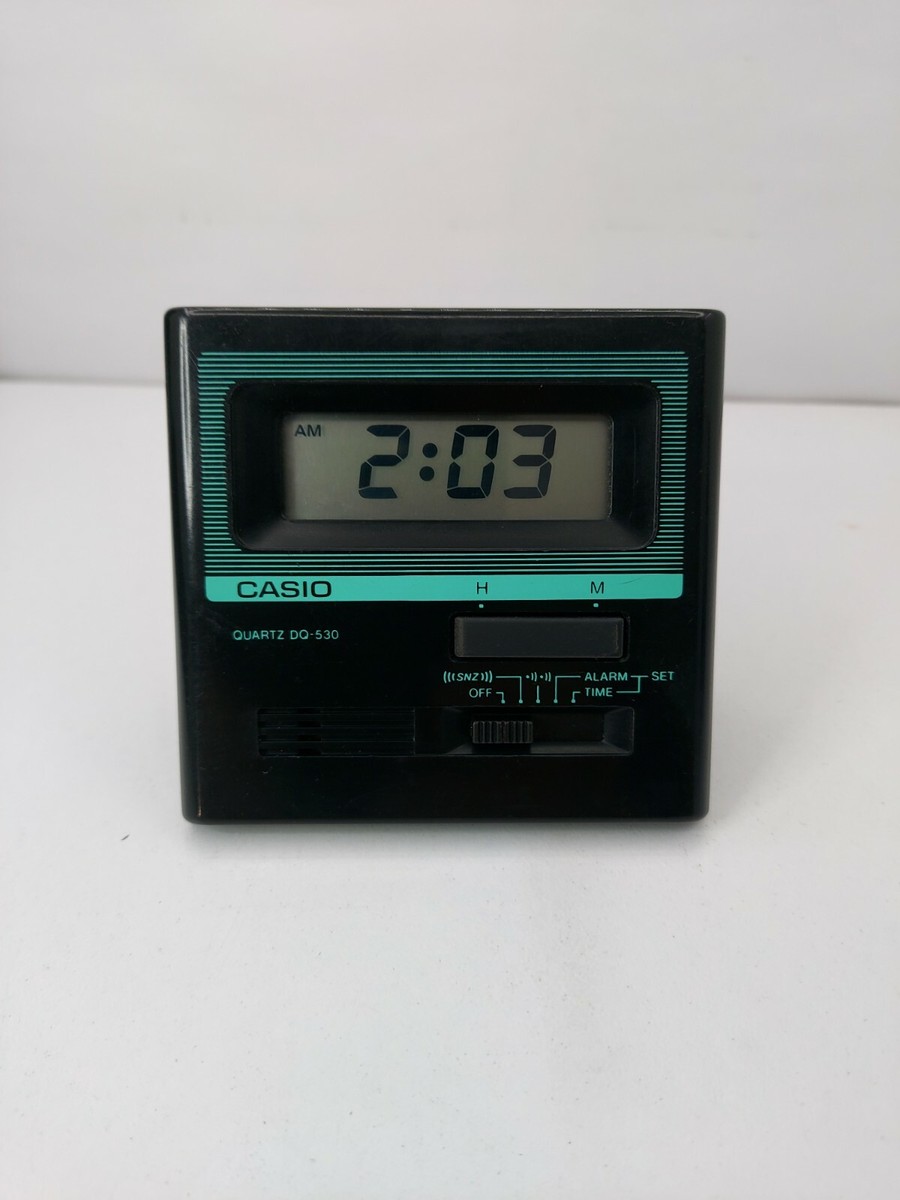 AM 2:03
CASIO H M
QUARTZ DQ-530
(((SNZ))) •))•)) ALARM SET
OFF TIME